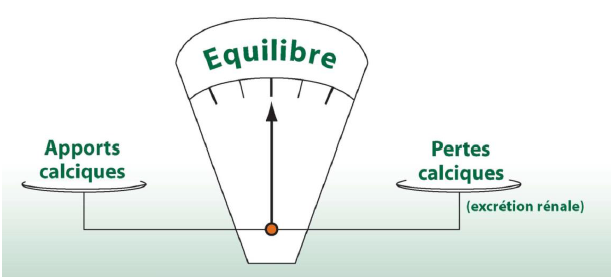 Equilibre
Apports
calciques
Pertes
calciques
(excrétion rénale)